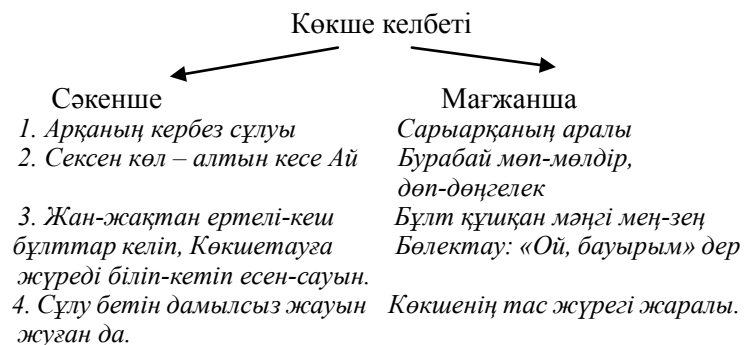 Көкше келбеті
Сәкенше
1. Арқаның кербез сұлуы
2. Сексен көл – алтын кесе Ай
3. Жан-жақтан ертелі-кеш
бұлттар келіп, Көкшетауға
жүреді біліп-кетіп есен-сауын.
4. Сұлу бетін дамылсыз жауын
жуған да.
Мағжанша
Сарыарқаның аралы
Бурабай мөп-мөлдір,
дөп-дөңгелек
Бұлт құшқан мәңгі мең-зең
Бөлектау: «Ой, бауырым» дер
Көкшенің тас жүрегі жаралы.